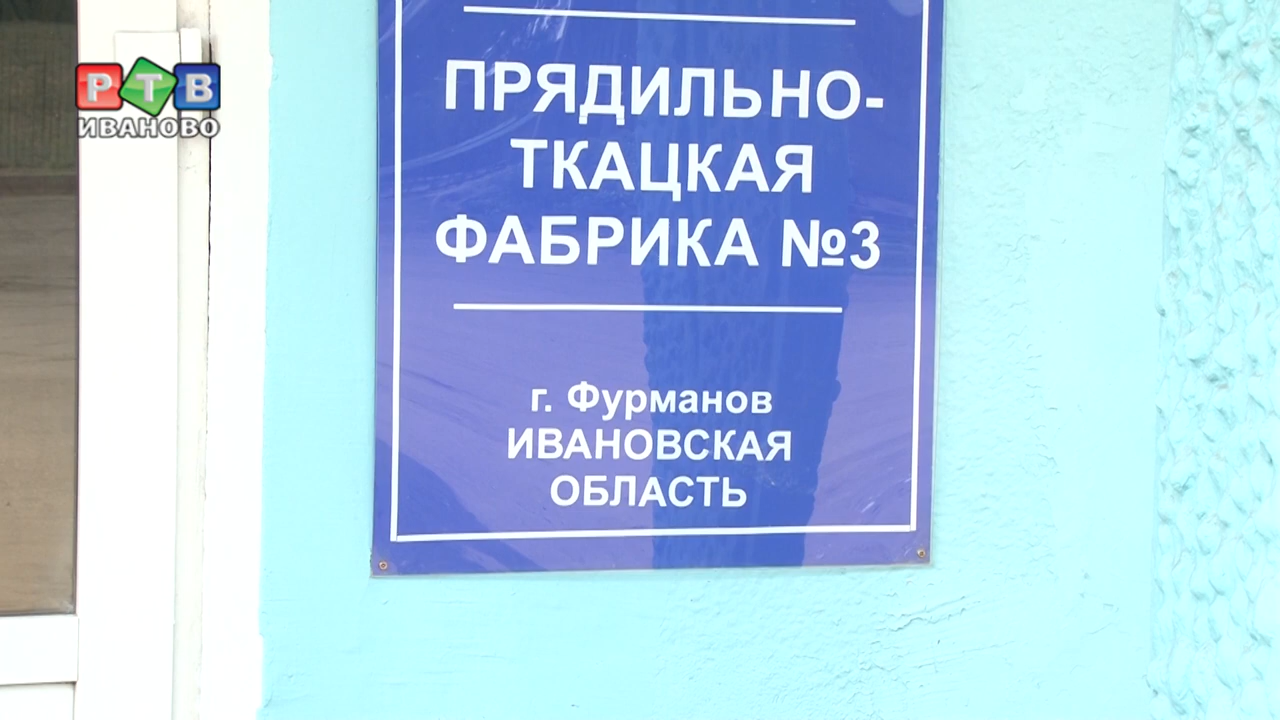 РТВ
ИВАНОВО
ПРЯДИЛЬНО-
ТКАЦКАЯ
ФАБРИКА №3
г. Фурманов
ИВАНОВСКАЯ
ОБЛАСТЬ